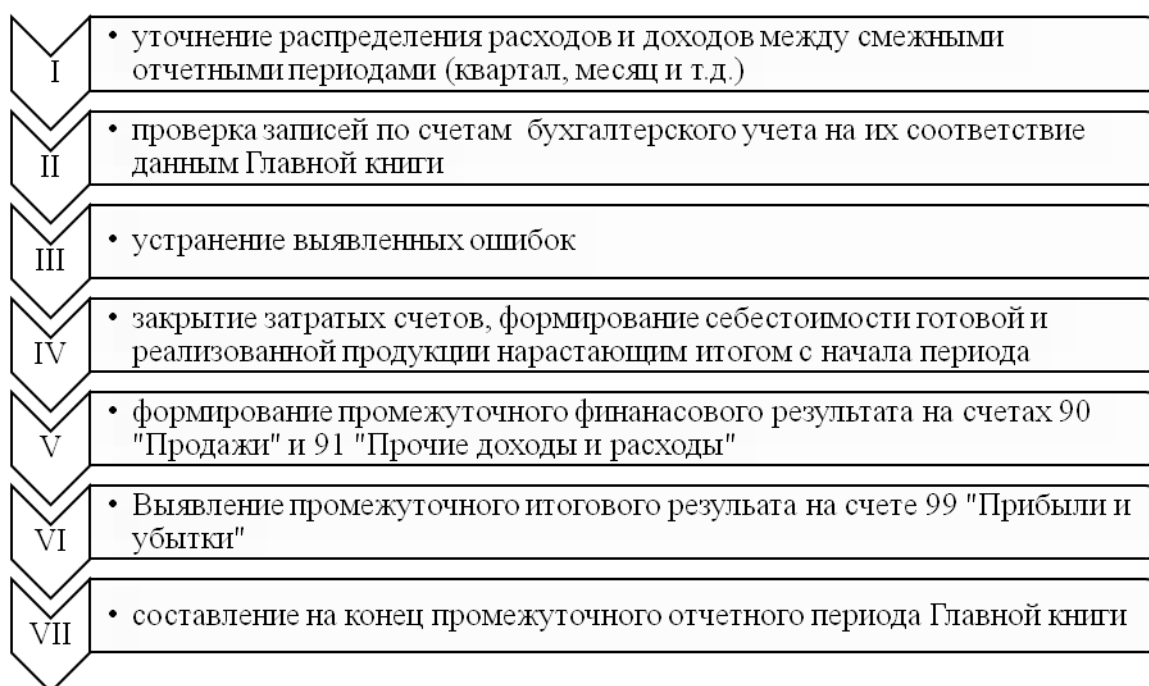 I
• уточнение распределения расходов и доходов между смежными
отчетными периодами (квартал, месяц и т.д.)
II
• проверка записей по счетам бухгалтерского учета на их соответствие
данным Главной книги
III
• устранение выявленных ошибок
IV
• закрытие затратых счетов, формирование себестоимости готовой и
реализованной продукции нарастающим итогом с начала периода
V
• формирование промежуточного финанасового результата на счетах 90
"Продажи" и 91 "Прочие доходы и расходы"
VI
• Выявление промежуточного итогового резульата на счете 99 "Прибыли и
убытки"
VII
• составление на конец промежуточного отчетного периода Главной книги